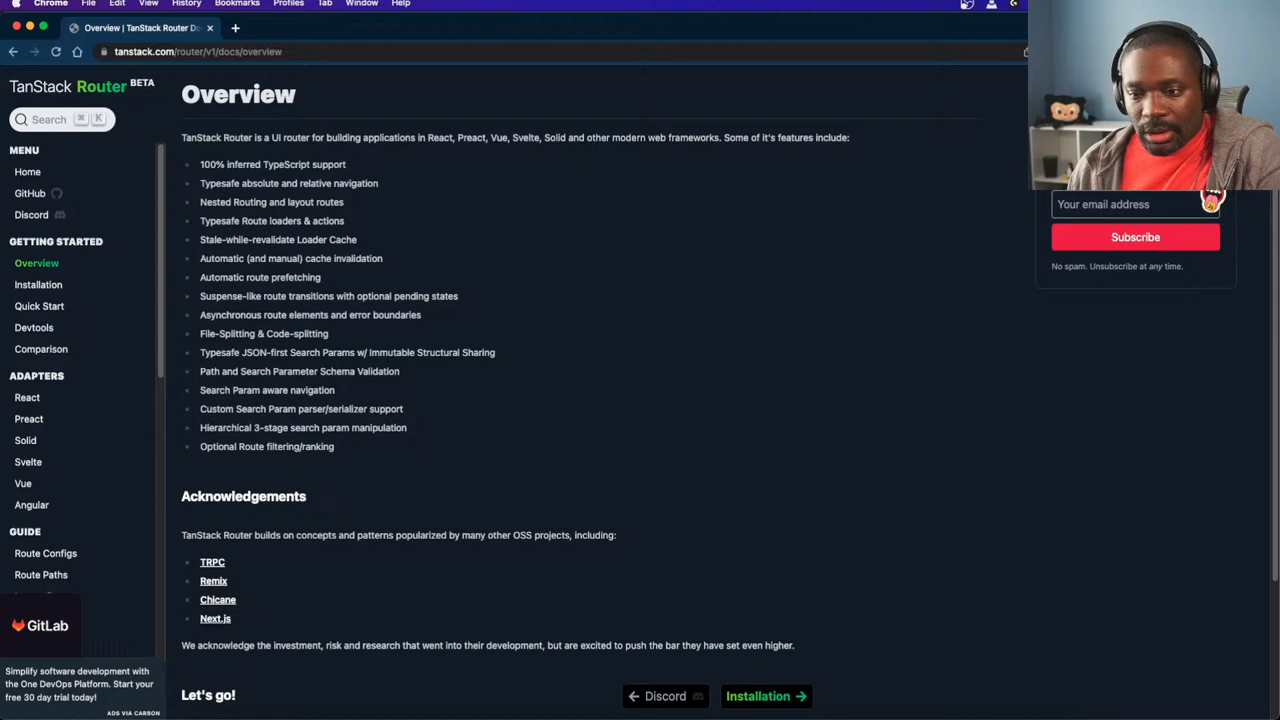 Chrome File Edit View History Bookmarks Profiles Tab Window Help
Overview | TanStack Router Do
tanstack.com/router/v1/docs/overview
TanStack Router BETA
Search ⌘ K
MENU
Home
GitHub
Discord
GETTING STARTED
Overview
Installation
Quick Start
Devtools
Comparison
ADAPTERS
React
Preact
Solid
Svelte
Vue
Angular
GUIDE
Route Configs
Route Paths
GitLab
Simplify software development with
the One DevOps Platform. Start your
free 30 day trial today!
ADS VIA CARBON
Overview
TanStack Router is a UI router for building applications in React, Preact, Vue, Svelte, Solid and other modern web frameworks. Some of it's features include:
100% inferred TypeScript support
Typesafe absolute and relative navigation
Nested Routing and layout routes
Typesafe Route loaders & actions
Stale-while-revalidate Loader Cache
Automatic (and manual) cache invalidation
Automatic route prefetching
Suspense-like route transitions with optional pending states
Asynchronous route elements and error boundaries
File-Splitting & Code-splitting
Typesafe JSON-first Search Params w/ Immutable Structural Sharing
Path and Search Parameter Schema Validation
Search Param aware navigation
Custom Search Param parser/serializer support
Hierarchical 3-stage search param manipulation
Optional Route filtering/ranking
Acknowledgements
TanStack Router builds on concepts and patterns popularized by many other OSS projects, including:
TRPC
Remix
Chicane
Next.js
We acknowledge the investment, risk and research that went into their development, but are excited to push the bar they have set even higher.
Let's go!
← Discord
Installation →
Your email address
Subscribe
No spam. Unsubscribe at any time.